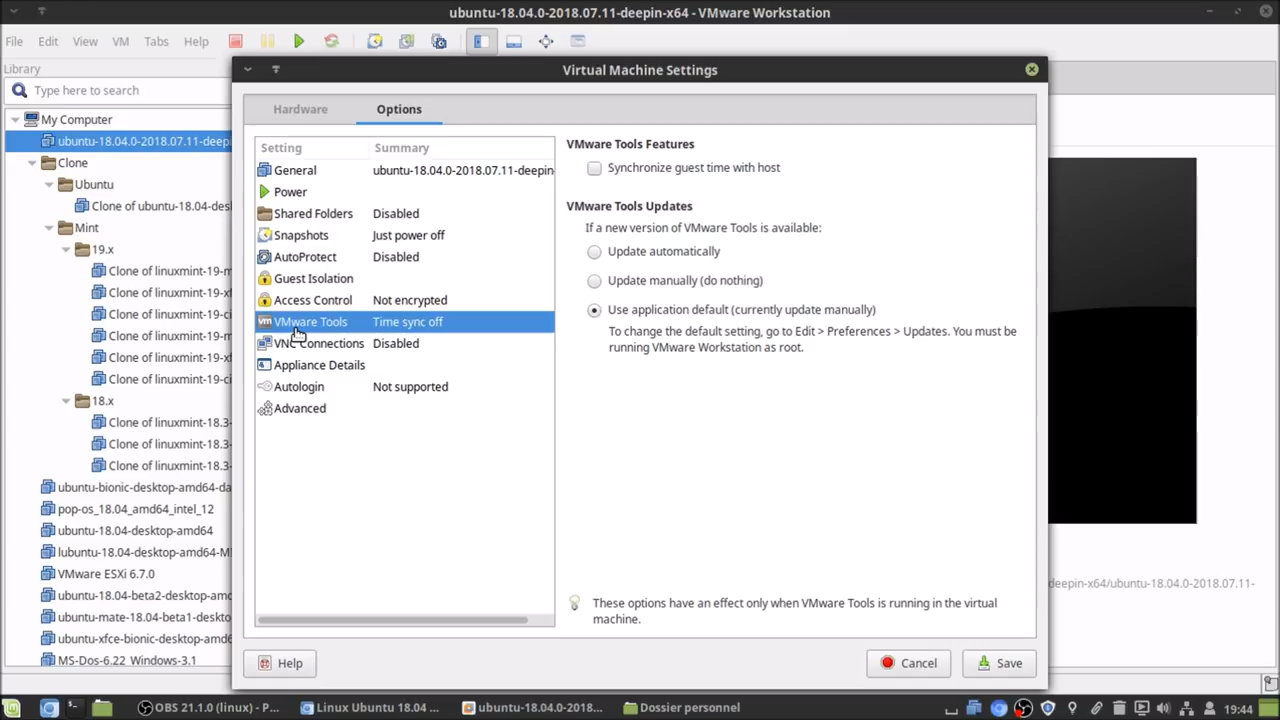 ubuntu-18.04.0-2018.07.11-deepin-x64 - VMware Workstation
File Edit View VM Tabs Help
Library
Type here to search
My Computer
ubuntu-18.04.0-2018.07.11-deepi
Clone
Ubuntu
Clone of ubuntu-18.04-des
Mint
19.x
Clone of linuxmint-19-m
Clone of linuxmint-19-xf
Clone of linuxmint-19-ci
Clone of linuxmint-19-m
Clone of linuxmint-19-xf
Clone of linuxmint-19-ci
18.x
Clone of linuxmint-18.3-
Clone of linuxmint-18.3-
Clone of linuxmint-18.3-
ubuntu-bionic-desktop-amd64-da
pop-os_18.04_amd64_intel_12
ubuntu-18.04-desktop-amd64
lubuntu-18.04-desktop-amd64-MI
VMware ESXi 6.7.0
ubuntu-18.04-beta2-desktop-am
ubuntu-mate-18.04-beta1-deskto
ubuntu-xfce-bionic-desktop-amd6
MS-Dos-6.22_Windows-3.1
Virtual Machine Settings
Hardware Options
Setting Summary
General ubuntu-18.04.0-2018.07.11-deepin
Power
Shared Folders Disabled
Snapshots Just power off
AutoProtect Disabled
Guest Isolation
Access Control Not encrypted
VMware Tools Time sync off
VNC Connections Disabled
Appliance Details
Autologin Not supported
Advanced
VMware Tools Features
Synchronize guest time with host
VMware Tools Updates
If a new version of VMware Tools is available:
Update automatically
Update manually (do nothing)
Use application default (currently update manually)
To change the default setting, go to Edit > Preferences > Updates. You must be
running VMware Workstation as root.
These options have an effect only when VMware Tools is running in the virtual
machine.
Help Cancel Save
deepin-x64/ubuntu-18.04.0-2018.07.11-
OBS 21.1.0 (linux) - P... Linux Ubuntu 18.04 ... ubuntu-18.04.0-2018... Dossier personnel 19:44